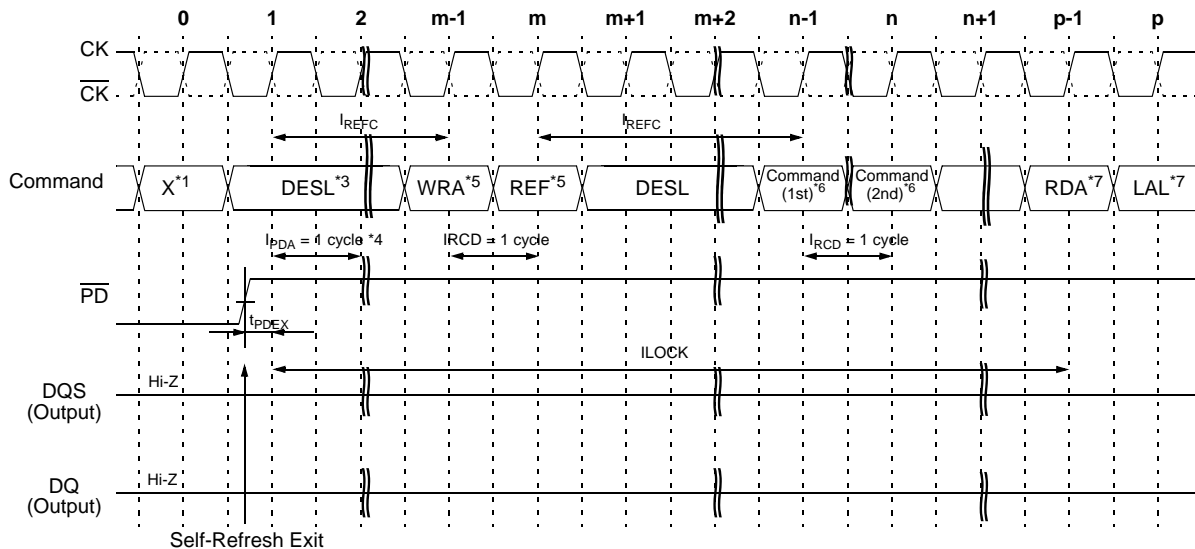 0 1 2 m-1 m m+1 m+2 n-1 n n+1 p-1 p
CK
CK
IREFC IREFC
Command X*1 DESL*3 WRA*5 REF*5 DESL Command (1st)*6 Command (2nd)*6 RDA*7 LAL*7
IPDA = 1 cycle *4 IRCD = 1 cycle IRCD = 1 cycle
PD
tPDEX
ILOCK
Hi-Z
DQS
(Output)
Hi-Z
DQ
(Output)
Self-Refresh Exit